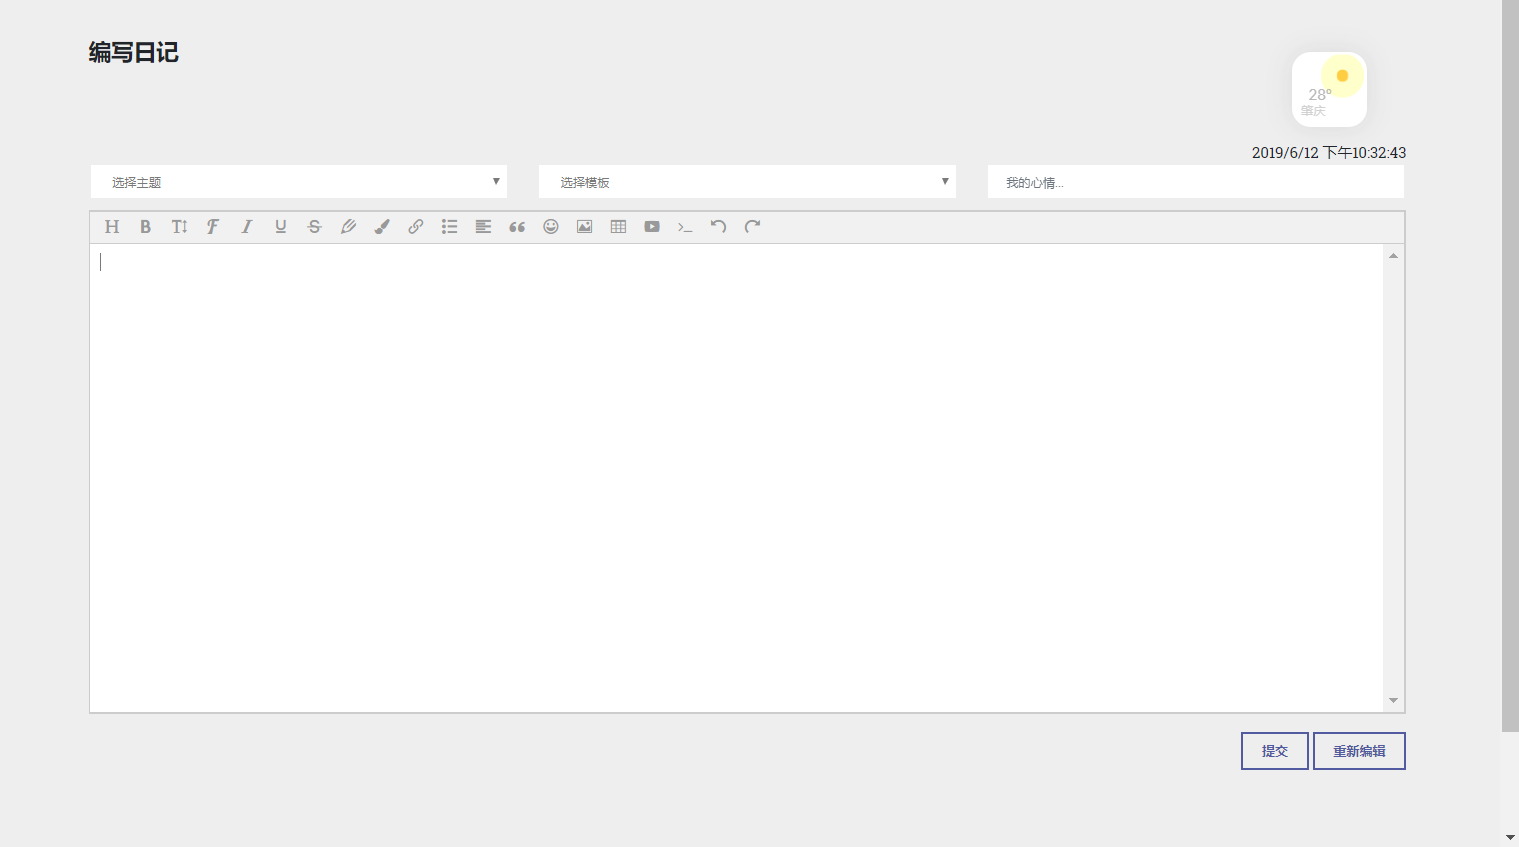 编写日记
28°
肇庆
2019/6/12 下午10:32:43
选择主题
选择模板
我的心情...
提交
重新编辑